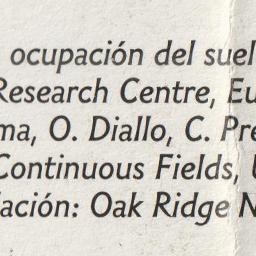 ocupación del suel
Research Centre, Eu
ma, O. Diallo, C. Pre
Continuous Fields, U
lación: Oak Ridge N